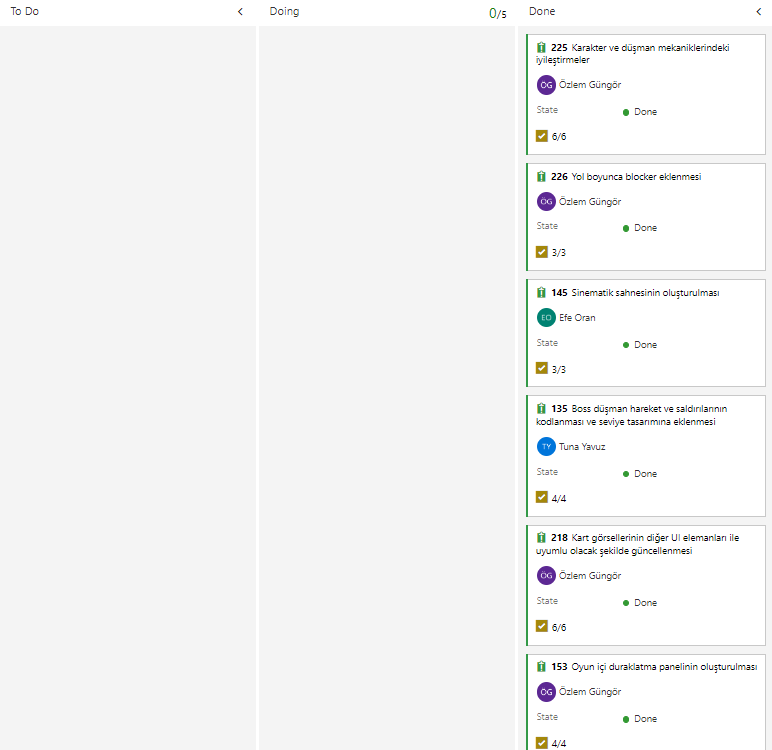 To Do
Doing
0/5
Done
225 Karakter ve düşman mekaniklerindeki
iyileştirmeler
ÖG Özlem Güngör
State
Done
6/6
226 Yol boyunca blocker eklenmesi
ÖG Özlem Güngör
State
Done
3/3
145 Sinematik sahnesinin oluşturulması
EO Efe Oran
State
Done
3/3
135 Boss düşman hareket ve saldırılarının
kodlanması ve seviye tasarımına eklenmesi
TY Tuna Yavuz
State
Done
4/4
218 Kart görsellerinin diğer UI elemanları ile
uyumlu olacak şekilde güncellenmesi
ÖG Özlem Güngör
State
Done
6/6
153 Oyun içi duraklatma panelinin oluşturulması
ÖG Özlem Güngör
State
Done
4/4